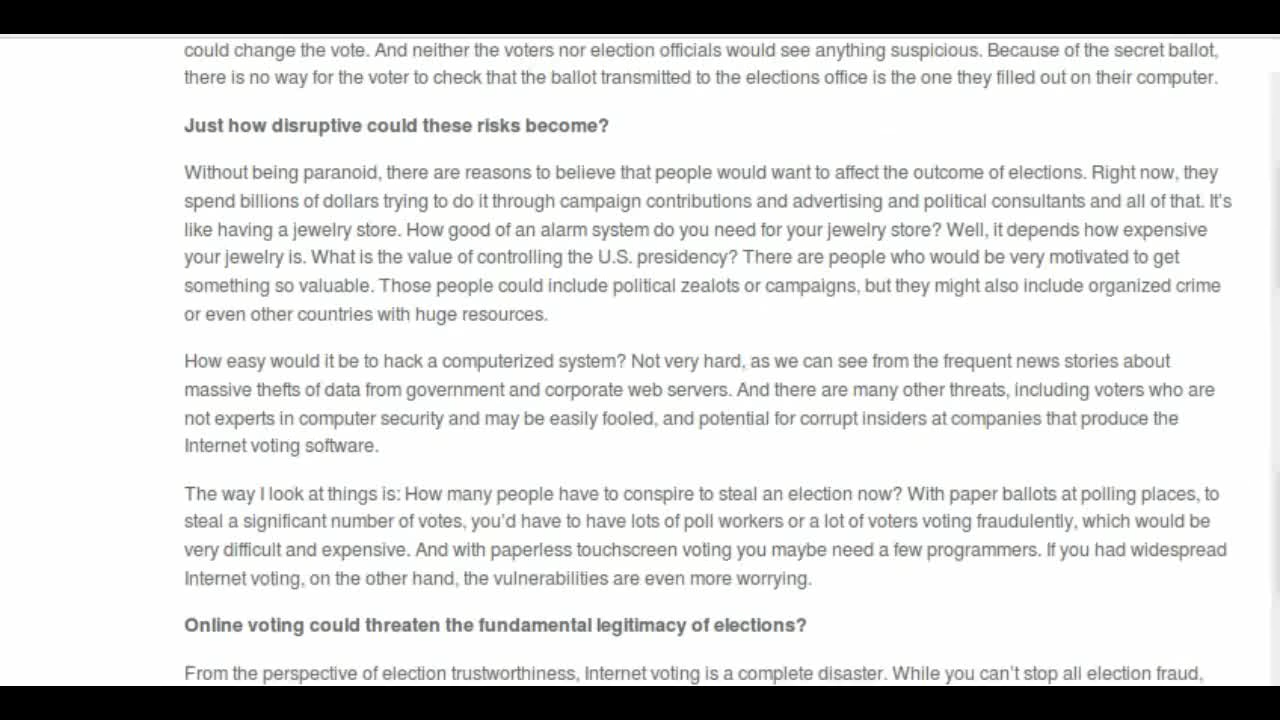 could change the vote. And neither the voters nor election officials would see anything suspicious. Because of the secret ballot,
there is no way for the voter to check that the ballot transmitted to the elections office is the one they filled out on their computer.
Just how disruptive could these risks become?
Without being paranoid, there are reasons to believe that people would want to affect the outcome of elections. Right now, they
spend billions of dollars trying to do it through campaign contributions and advertising and political consultants and all of that. It's
like having a jewelry store. How good of an alarm system do you need for your jewelry store? Well, it depends how expensive
your jewelry is. What is the value of controlling the U.S. presidency? There are people who would be very motivated to get
something so valuable. Those people could include political zealots or campaigns, but they might also include organized crime
or even other countries with huge resources.
How easy would it be to hack a computerized system? Not very hard, as we can see from the frequent news stories about
massive thefts of data from government and corporate web servers. And there are many other threats, including voters who are
not experts in computer security and may be easily fooled, and potential for corrupt insiders at companies that produce the
Internet voting software.
The way I look at things is: How many people have to conspire to steal an election now? With paper ballots at polling places, to
steal a significant number of votes, you'd have to have lots of poll workers or a lot of voters voting fraudulently, which would be
very difficult and expensive. And with paperless touchscreen voting you maybe need a few programmers. If you had widespread
Internet voting, on the other hand, the vulnerabilities are even more worrying.
Online voting could threaten the fundamental legitimacy of elections?
From the perspective of election trustworthiness, Internet voting is a complete disaster. While you can't stop all election fraud,